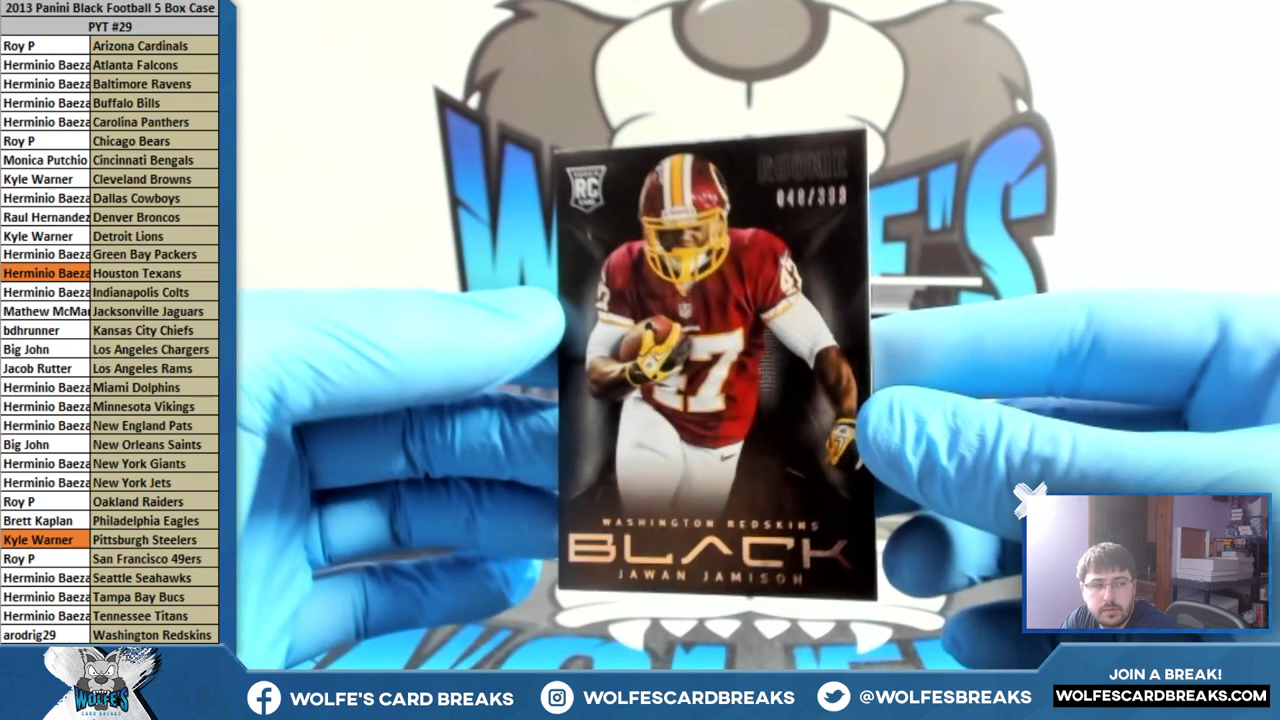 2013 Panini Black Football 5 Box Case
PYT #29
Roy P Arizona Cardinals
Herminio Baeza Atlanta Falcons
Herminio Baeza Baltimore Ravens
Herminio Baeza Buffalo Bills
Herminio Baeza Carolina Panthers
Roy P Chicago Bears
Monica Putchio Cincinnati Bengals
Kyle Warner Cleveland Browns
Herminio Baeza Dallas Cowboys
Raul Hernandez Denver Broncos
Kyle Warner Detroit Lions
Herminio Baeza Green Bay Packers
Herminio Baeza Houston Texans
Herminio Baeza Indianapolis Colts
Mathew McMa Jacksonville Jaguars
bdhrunner Kansas City Chiefs
Big John Los Angeles Chargers
Jacob Rutter Los Angeles Rams
Herminio Baeza Miami Dolphins
Herminio Baeza Minnesota Vikings
Herminio Baeza New England Pats
Big John New Orleans Saints
Herminio Baeza New York Giants
Herminio Baeza New York Jets
Roy P Oakland Raiders
Brett Kaplan Philadelphia Eagles
Kyle Warner Pittsburgh Steelers
Roy P San Francisco 49ers
Herminio Baeza Seattle Seahawks
Herminio Baeza Tampa Bay Bucs
Herminio Baeza Tennessee Titans
arodrig29 Washington Redskins
RC
ROOKIE
/399
47
WASHINGTON REDSKINS
BLACK
JAWAN JAMISON
WOLFE'S
CARD BREAKS
WOLFE'S CARD BREAKS
WOLFESCARDBREAKS
@WOLFESBREAKS
JOIN A BREAK!
WOLFESCARDBREAKS.COM